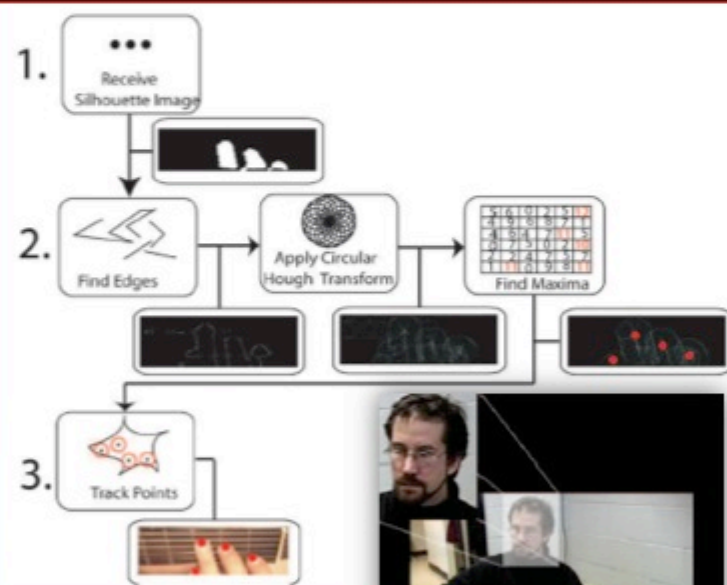 1.
Receive
Silhouette Image
2.
Find Edges
Apply Circular
Hough Transform
Find Maxima
3.
Track Points